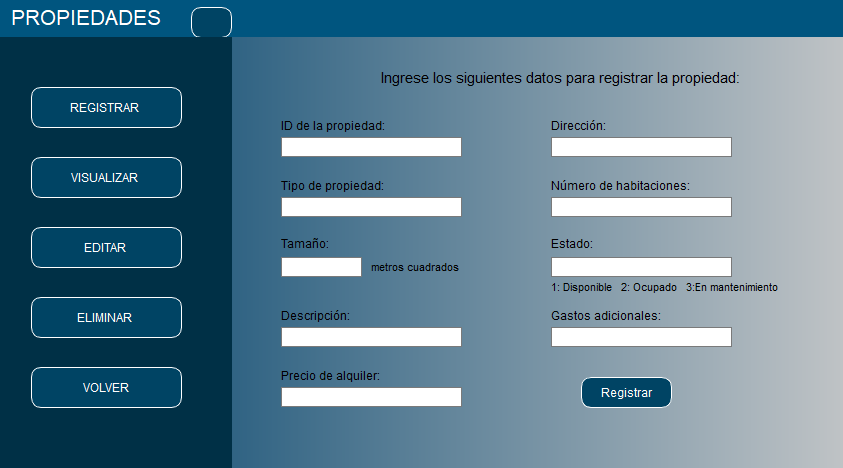 PROPIEDADES
REGISTRAR
VISUALIZAR
EDITAR
ELIMINAR
VOLVER
Ingrese los siguientes datos para registrar la propiedad:
ID de la propiedad:
Dirección:
Tipo de propiedad:
Número de habitaciones:
Tamaño:
metros cuadrados
Estado:
1: Disponible 2: Ocupado 3:En mantenimiento
Descripción:
Gastos adicionales:
Precio de alquiler:
Registrar